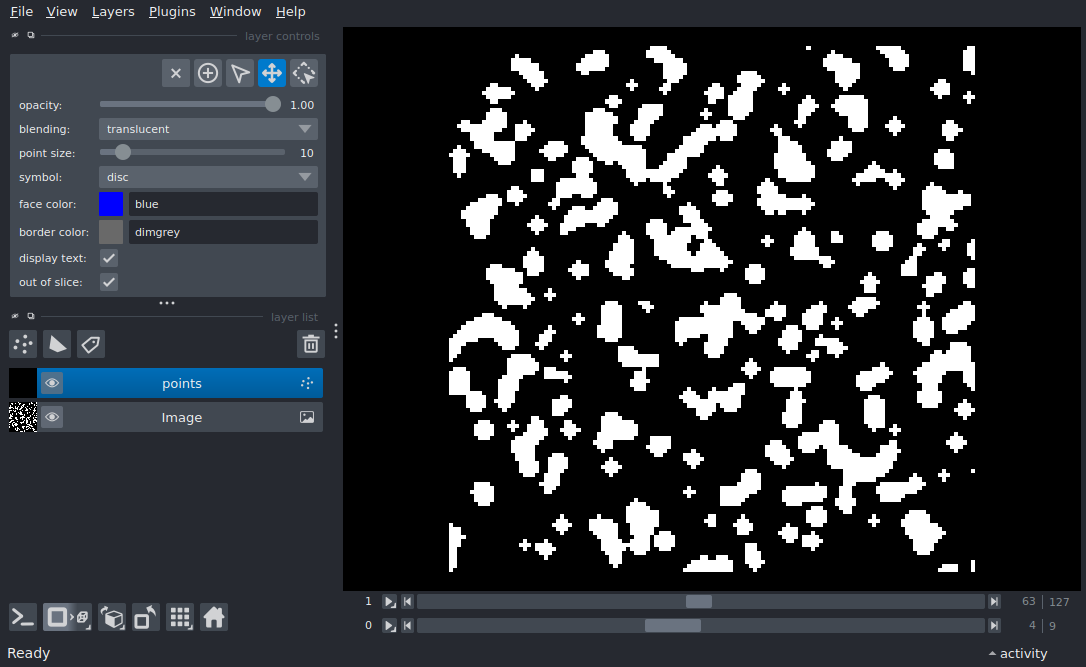 File View Layers Plugins Window Help
layer controls
opacity: 1.00
blending: translucent
point size: 10
symbol: disc
face color: blue
border color: dimgrey
display text:
out of slice:
layer list
points
Image
1 63 127
0 4 9
Ready activity